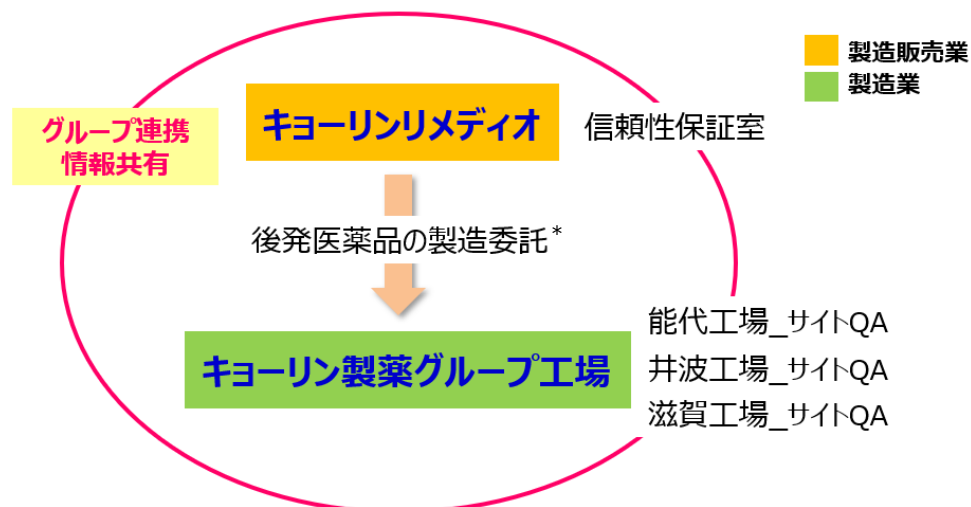 製造販売業
製造業
グループ連携
情報共有
キョーリンリメディオ
信頼性保証室
後発医薬品の製造委託*
キョーリン製薬グループ工場
能代工場_サイトQA
井波工場_サイトQA
滋賀工場_サイトQA